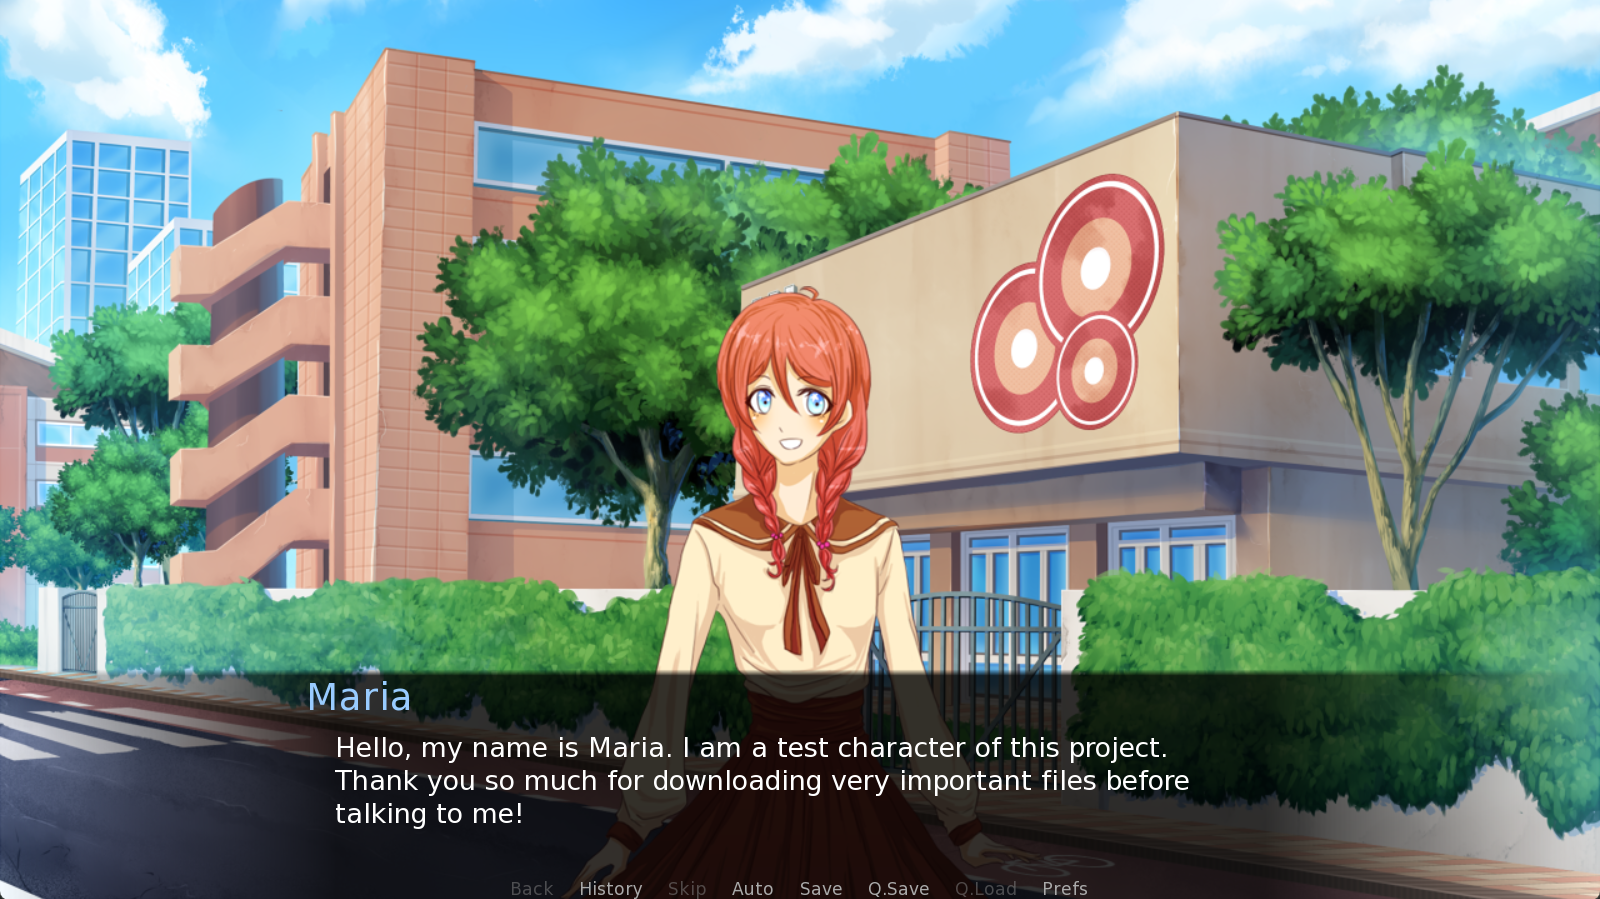 Maria
Hello, my name is Maria. I am a test character of this project.
Thank you so much for downloading very important files before
talking to me!
Back History Skip Auto Save Q.Save Q.Load Prefs